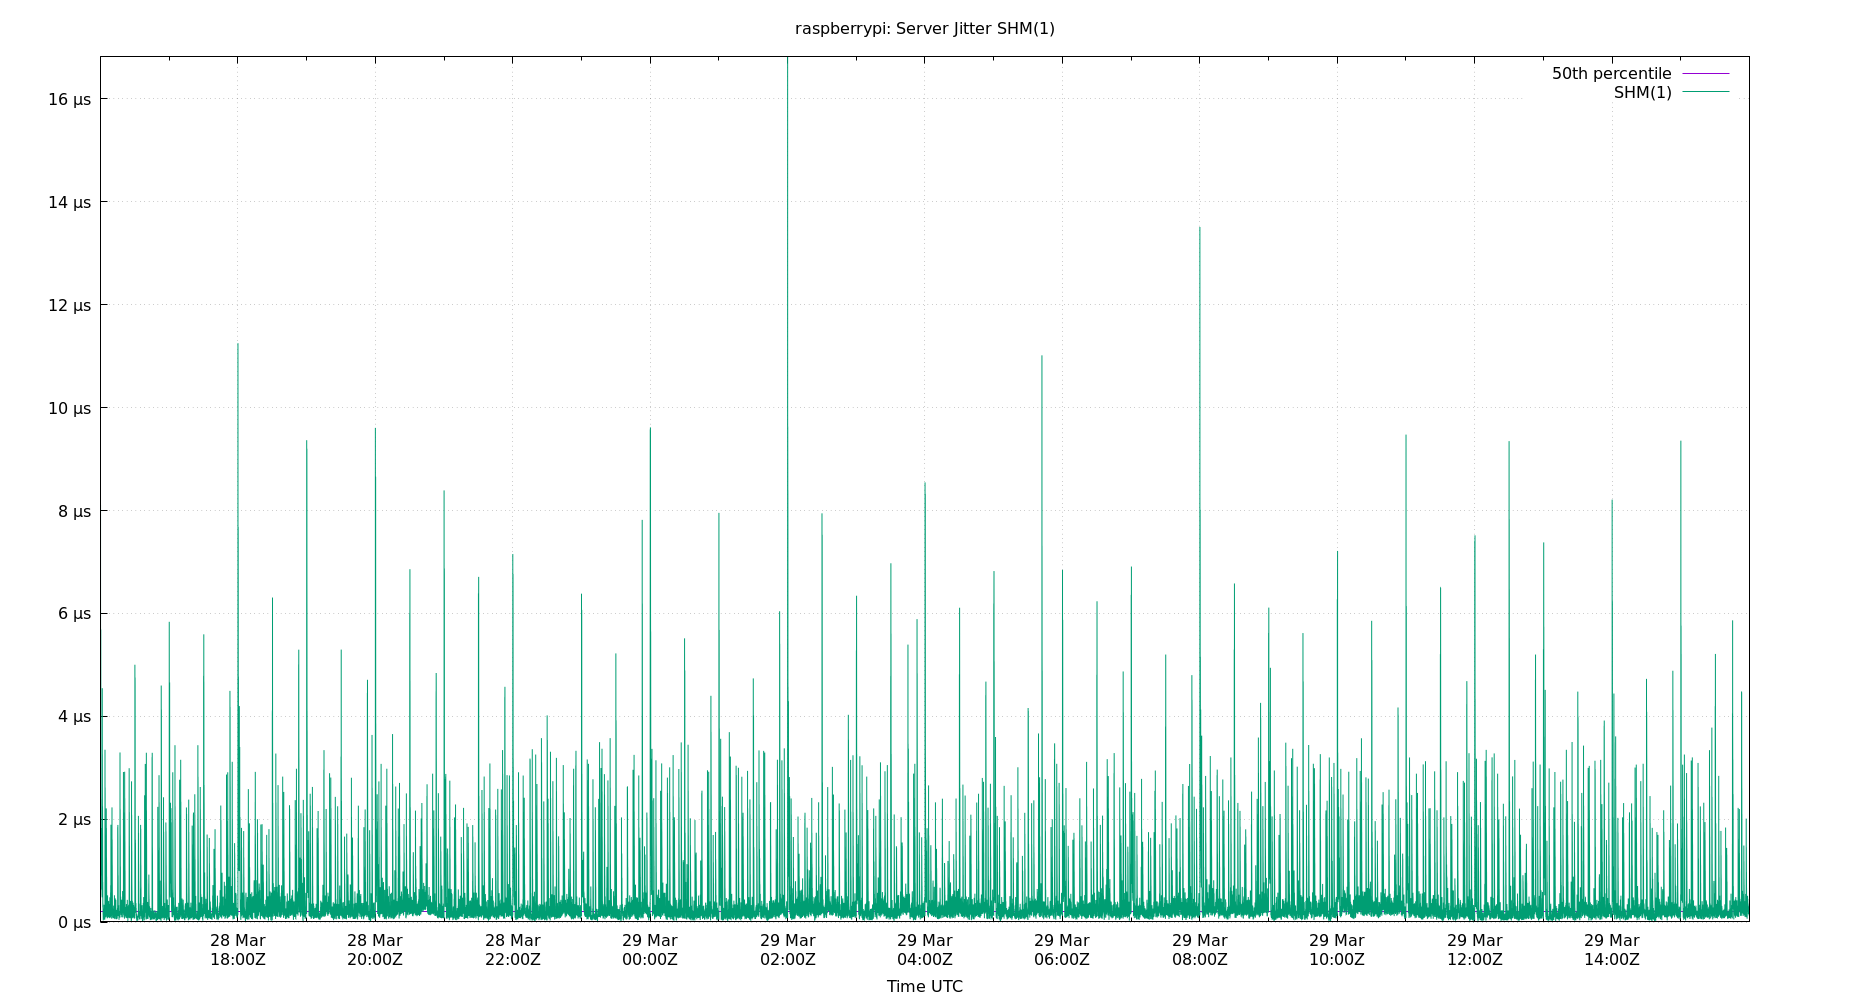 raspberrypi: Server Jitter SHM(1)
50th percentile
SHM(1)
16 µs
14 µs
12 µs
10 µs
8 µs
6 µs
4 µs
2 µs
0 µs
28 Mar 28 Mar 28 Mar 29 Mar 29 Mar 29 Mar 29 Mar 29 Mar 29 Mar 29 Mar 29 Mar
18:00Z 20:00Z 22:00Z 00:00Z 02:00Z 04:00Z 06:00Z 08:00Z 10:00Z 12:00Z 14:00Z
Time UTC